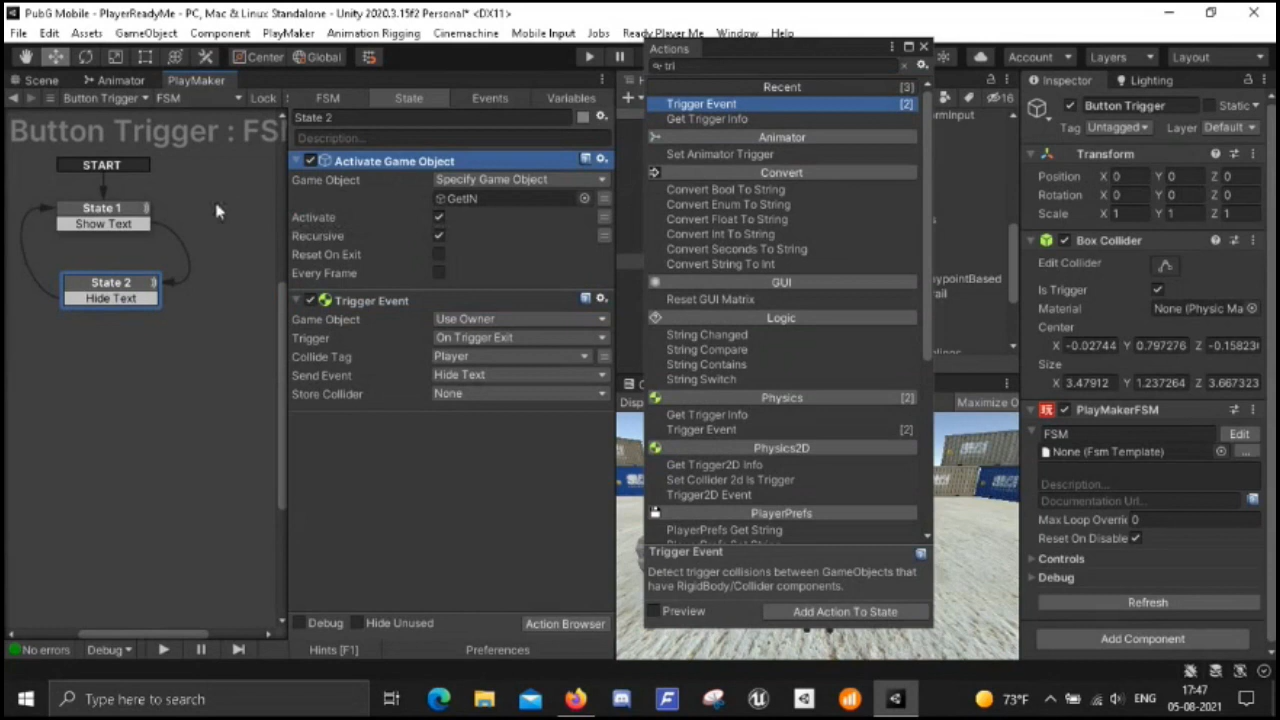 PubG Mobile - PlayerReadyMe - PC, Mac & Linux Standalone - Unity 2020.3.15f2 Personal* <DX11>
File Edit Assets GameObject Component PlayMaker Animation Rigging Cinemachine Mobile Input Jobs Ready Player Me Window Help
Center Global Account Layers Layout
Scene Animator PlayMaker
Button Trigger FSM Lock
Button Trigger : FS
START
State 1
Show Text
State 2
Hide Text
No errors Debug
FSM State Events Variables
State 2
Description...
Activate Game Object
Game Object Specify Game Object
GetIN
Activate
Recursive
Reset On Exit
Every Frame
Trigger Event
Game Object Use Owner
Trigger On Trigger Exit
Collide Tag Player
Send Event Hide Text
Store Collider None
Debug Hide Unused Action Browser
Hints [F1] Preferences
Actions
tri
Recent [3]
Trigger Event [2]
Get Trigger Info
Animator
Set Animator Trigger
Convert
Convert Bool To String
Convert Enum To String
Convert Float To String
Convert Int To String
Convert Seconds To String
Convert String To Int
GUI
Reset GUI Matrix
Logic
String Changed
String Compare
String Contains
String Switch
Physics [2]
Get Trigger Info
Trigger Event [2]
Physics2D
Get Trigger2D Info
Set Collider 2d Is Trigger
Trigger2D Event
PlayerPrefs
PlayerPrefs Get String
Trigger Event
Detect trigger collisions between GameObjects that
have RigidBody/Collider components.
Preview Add Action To State
16
ormInput
aypointBased
rail
Disp
Maximize O
Inspector Lighting
Button Trigger Static
Tag Untagged Layer Default
Transform
Position X 0 Y 0 Z 0
Rotation X 0 Y 0 Z 0
Scale X 1 Y 1 Z 1
Box Collider
Edit Collider
Is Trigger
Material None (Physic Ma
Center
X -0.02744 Y 0.797276 Z -0.15823
Size
X 3.47912 Y 1.237264 Z 3.667323
PlayMakerFSM
FSM Edit
None (Fsm Template) ...
Description...
Documentation Url...
Max Loop Overri 0
Reset On Disable
Controls
Debug
Refresh
Add Component
Type here to search
73°F ENG 17:47
05-08-2021